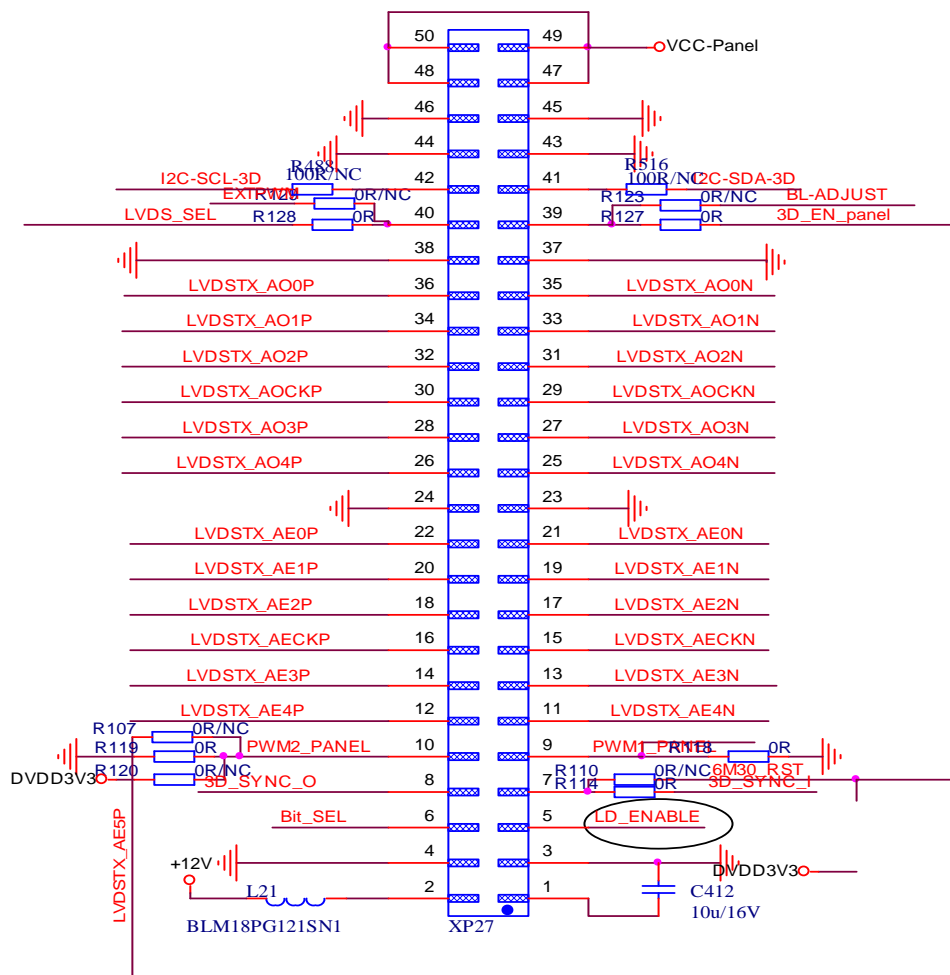 50 49
VCC-Panel
48 47
46 45
44 43
R488 R516
I2C-SCL-3D 100R/NC 42 41 100R/NC I2C-SDA-3D
EXTRWN R129 0R/NC R123 0R/NC BL-ADJUST
LVDS_SEL R128 0R 40 39 R127 0R 3D_EN_panel
38 37
LVDSTX_AO0P 36 35 LVDSTX_AO0N
LVDSTX_AO1P 34 33 LVDSTX_AO1N
LVDSTX_AO2P 32 31 LVDSTX_AO2N
LVDSTX_AOCKP 30 29 LVDSTX_AOCKN
LVDSTX_AO3P 28 27 LVDSTX_AO3N
LVDSTX_AO4P 26 25 LVDSTX_AO4N
24 23
LVDSTX_AE0P 22 21 LVDSTX_AE0N
LVDSTX_AE1P 20 19 LVDSTX_AE1N
LVDSTX_AE2P 18 17 LVDSTX_AE2N
LVDSTX_AECKP 16 15 LVDSTX_AECKN
LVDSTX_AE3P 14 13 LVDSTX_AE3N
LVDSTX_AE4P 12 11 LVDSTX_AE4N
R107 0R/NC
R119 0R PWM2_PANEL 10 9 PWM1_PANEL R118 0R
DVDD3V3 R120 0R/NC R110 0R/NC 6M30_RST
3D_SYNC_O 8 7 R114 0R 3D_SYNC_I
Bit_SEL 6 5 LD_ENABLE
LVDSTX_AE5P
+12V 4 3 DVDD3V3
L21 2 1 C412
BLM18PG121SN1 XP27 10u/16V